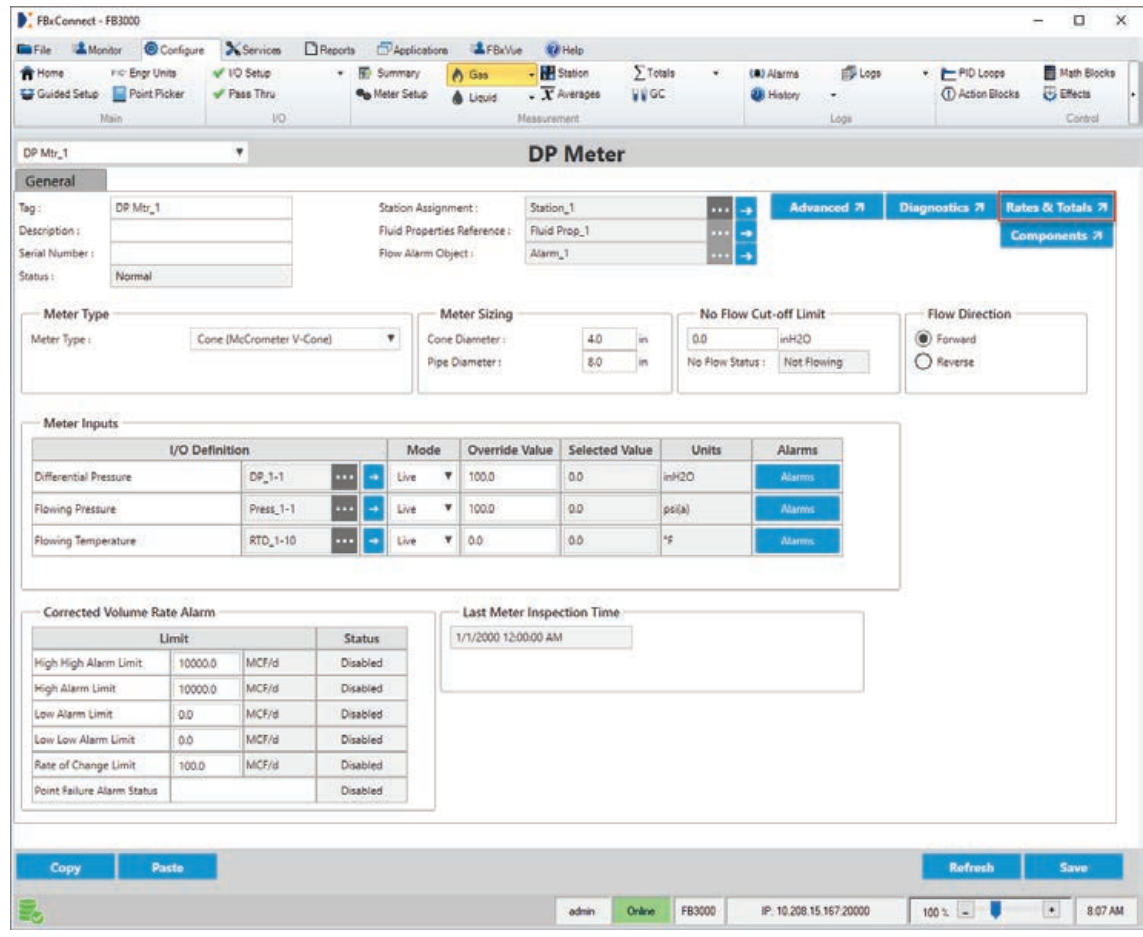 FBxConnect - FB3000
File Monitor Configure Services Reports Applications FBxVue Help
Home Engr Units I/O Setup Summary Gas Station Totals Alarms Logs PID Loops Math Blocks
Guided Setup Point Picker Pass Thru Meter Setup Liquid Averages GC History Action Blocks Effects
Main I/O Measurement Logs Control
DP Mtr_1 DP Meter
General
Tag: DP Mtr_1 Station Assignment: Station_1 Advanced Diagnostics Rates & Totals
Description: Fluid Properties Reference: Fluid Prop_1 Components
Serial Number: Flow Alarm Object: Alarm_1
Status: Normal
Meter Type Meter Sizing No Flow Cut-off Limit Flow Direction
Meter Type: Cone (McCrometer V-Cone) Cone Diameter: 4.0 in 0.0 inH2O Forward
Pipe Diameter: 8.0 in No Flow Status: Not Flowing Reverse
Meter Inputs
I/O Definition Mode Override Value Selected Value Units Alarms
Differential Pressure DP_1-1 Live 100.0 0.0 inH2O Alarms
Flowing Pressure Press_1-1 Live 100.0 0.0 psi(a) Alarms
Flowing Temperature RTD_1-10 Live 0.0 0.0 °F Alarms
Corrected Volume Rate Alarm Last Meter Inspection Time
Limit Status 1/1/2000 12:00:00 AM
High High Alarm Limit 10000.0 MCF/d Disabled
High Alarm Limit 10000.0 MCF/d Disabled
Low Alarm Limit 0.0 MCF/d Disabled
Low Low Alarm Limit 0.0 MCF/d Disabled
Rate of Change Limit 100.0 MCF/d Disabled
Point Failure Alarm Status Disabled
Copy Paste Refresh Save
admin Online FB3000 IP: 10.208.15.167:20000 100 % - + 8:07 AM